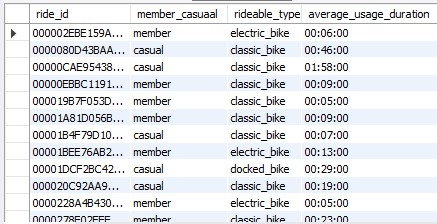 ride_id member_casuaal rideable_type average_usage_duration
000002EBE159A... member electric_bike 00:06:00
0000080D43BAA... casual classic_bike 00:46:00
00000CAE95438... casual classic_bike 01:58:00
00000EBBC1191... member classic_bike 00:09:00
000019B7F053D... member classic_bike 00:05:00
00001A81D056B... member classic_bike 00:09:00
00001B4F79D10... casual classic_bike 00:07:00
00001BEE76AB2... member electric_bike 00:13:00
00001DCF2BC42... casual docked_bike 00:29:00
000020C92AA9... casual classic_bike 00:19:00
0000228A4B430... member electric_bike 00:05:00
member classic_bike 00:23:00